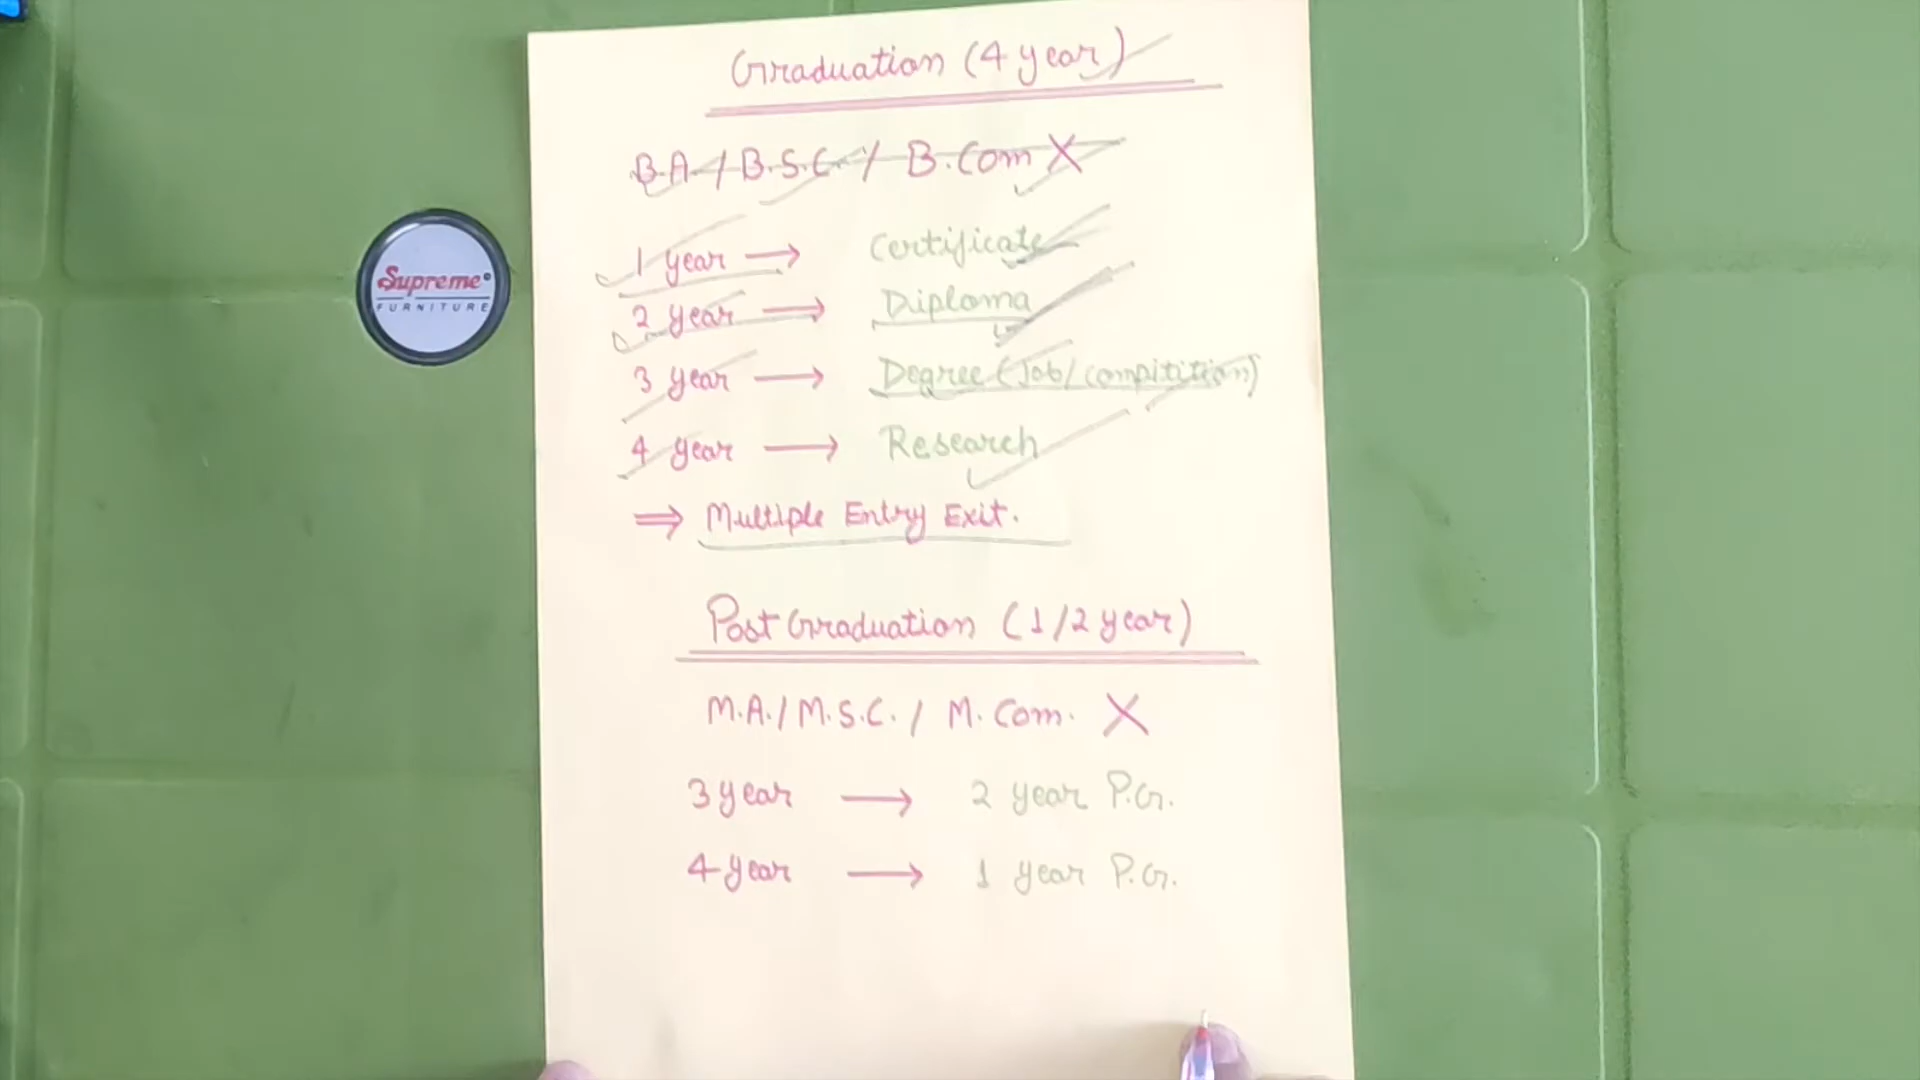 Graduation (4 year)
B.A. / B.S.C. / B.Com X
1 year → Certificate
2 year → Diploma
3 year → Degree (Job/compitition)
4 year → Research
⇒ Multiple Entry Exit.
Post Graduation (1/2 year)
M.A. / M.S.C. / M. Com. X
3 year → 2 year P.G.
4 year → 1 year P.G.
Supreme
FURNITURE